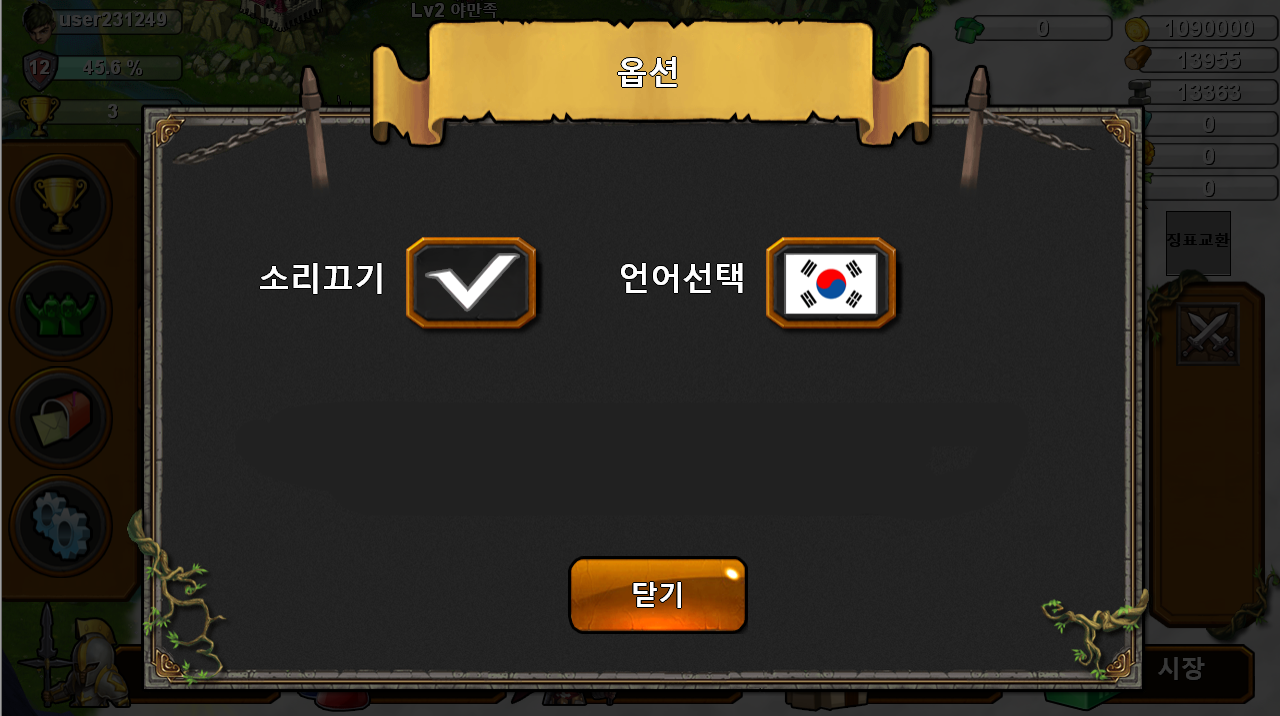 user231249
Lv2 야만족
0
1090000
12
45.6 %
13955
3
13363
0
0
0
옵션
징표교환
소리끄기
언어선택
닫기
시장